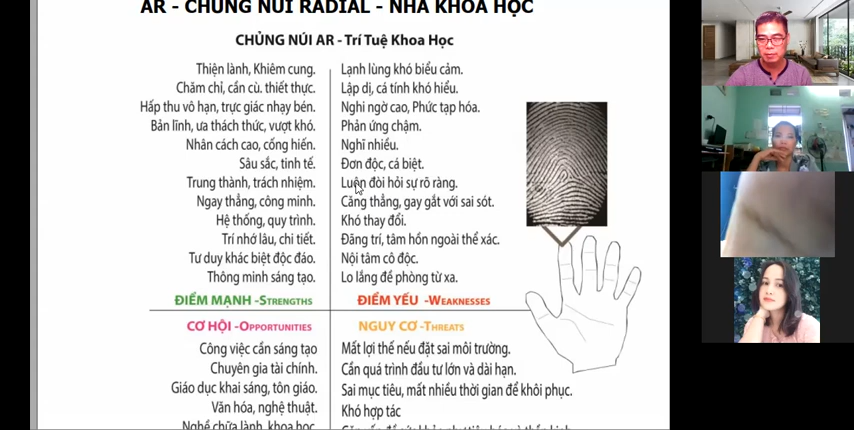 AR - CHỦNG NÚI RADIAL - NHÀ KHOA HỌC
CHỦNG NÚI AR - Trí Tuệ Khoa Học
Thiện lành, Khiêm cung.
Chăm chỉ, cần cù. thiết thực.
Hấp thu vô hạn, trực giác nhạy bén.
Bản lĩnh, ưa thách thức, vượt khó.
Nhân cách cao, cống hiến.
Sâu sắc, tinh tế.
Trung thành, trách nhiệm.
Ngay thẳng, công minh.
Hệ thống, quy trình.
Trí nhớ lâu, chi tiết.
Tư duy khác biệt độc đáo.
Thông minh sáng tạo.
ĐIỂM MẠNH -STRENGTHS
Lạnh lùng khó biểu cảm.
Lập dị, cá tính khó hiểu.
Nghi ngờ cao, Phức tạp hóa.
Phản ứng chậm.
Nghĩ nhiều.
Đơn độc, cá biệt.
Luôn đòi hỏi sự rõ ràng.
Căng thẳng, gay gắt với sai sót.
Khó thay đổi.
Đãng trí, tâm hồn ngoài thể xác.
Nội tâm cô độc.
Lo lắng đề phòng từ xa.
ĐIỂM YẾU -WEAKNESSES
CƠ HỘI -OPPORTUNITIES
Công việc cần sáng tạo
Chuyên gia tài chính.
Giáo dục khai sáng, tôn giáo.
Văn hóa, nghệ thuật.
Nghề chữa lành, khoa học.
NGUY CƠ -THREATS
Mất lợi thế nếu đặt sai môi trường.
Cần quá trình đầu tư lớn và dài hạn.
Sai mục tiêu, mất nhiều thời gian để khôi phục.
Khó hợp tác